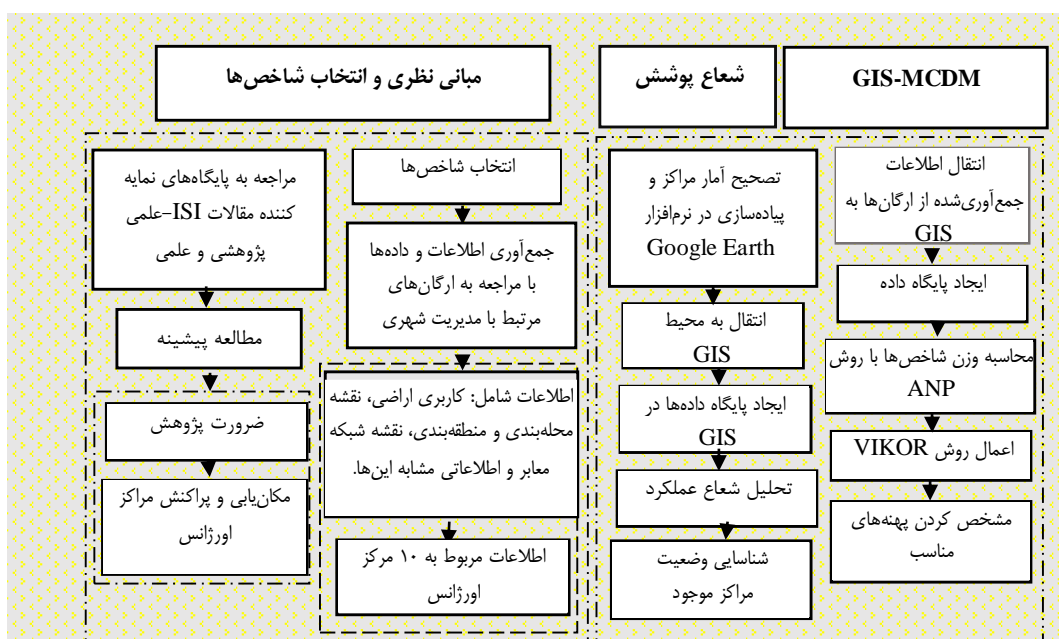 GIS-MCDM
شعاع پوشش
مبانی نظری و انتخاب شاخص‌ها
انتقال اطلاعات
جمع‌آوری‌شده از ارگان‌ها به
GIS
ایجاد پایگاه داده
محاسبه وزن شاخص‌ها با روش
ANP
اعمال روش VIKOR
مشخص کردن پهنه‌های
مناسب
تصحیح آمار مراکز و
پیاده‌سازی در نرم‌افزار
Google Earth
انتقال به محیط
GIS
ایجاد پایگاه داده‌ها در
GIS
تحلیل شعاع عملکرد
شناسایی وضعیت
مراکز موجود
انتخاب شاخص‌ها
جمع‌آوری اطلاعات و داده‌ها
با مراجعه به ارگان‌های
مرتبط با مدیریت شهری
اطلاعات شامل: کاربری اراضی، نقشه
محله‌بندی و منطقه‌بندی، نقشه شبکه
معابر و اطلاعاتی مشابه این‌ها.
اطلاعات مربوط به ۱۰ مرکز
اورژانس
مراجعه به پایگاه‌های نمایه
کننده مقالات ISI-علمی
پژوهشی و علمی
مطالعه پیشینه
ضرورت پژوهش
مکان‌یابی و پراکنش مراکز
اورژانس